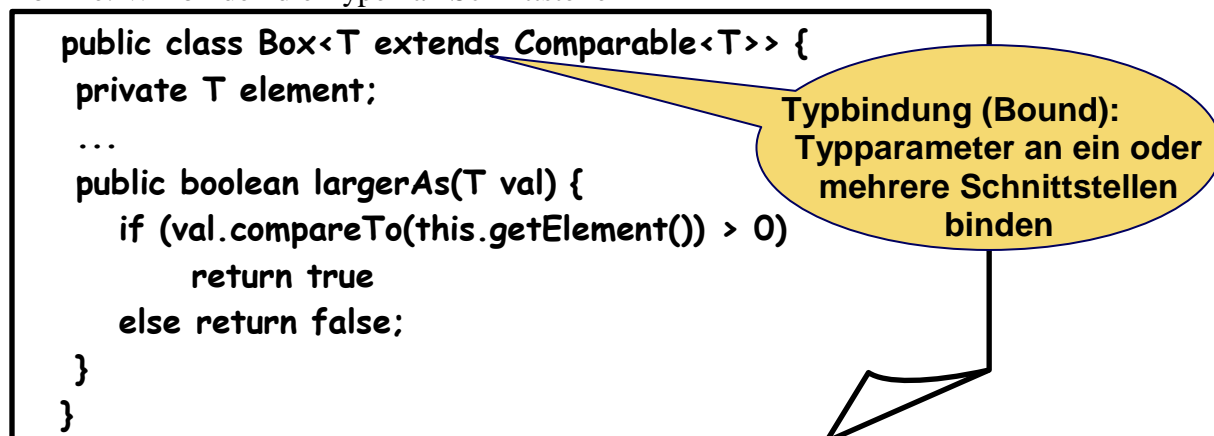 public class Box<T extends Comparable<T>> {
private T element;
...
public boolean largerAs(T val) {
if (val.compareTo(this.getElement()) > 0)
return true
else return false;
}
}
Typbindung (Bound):
Typparameter an ein oder
mehrere Schnittstellen
binden